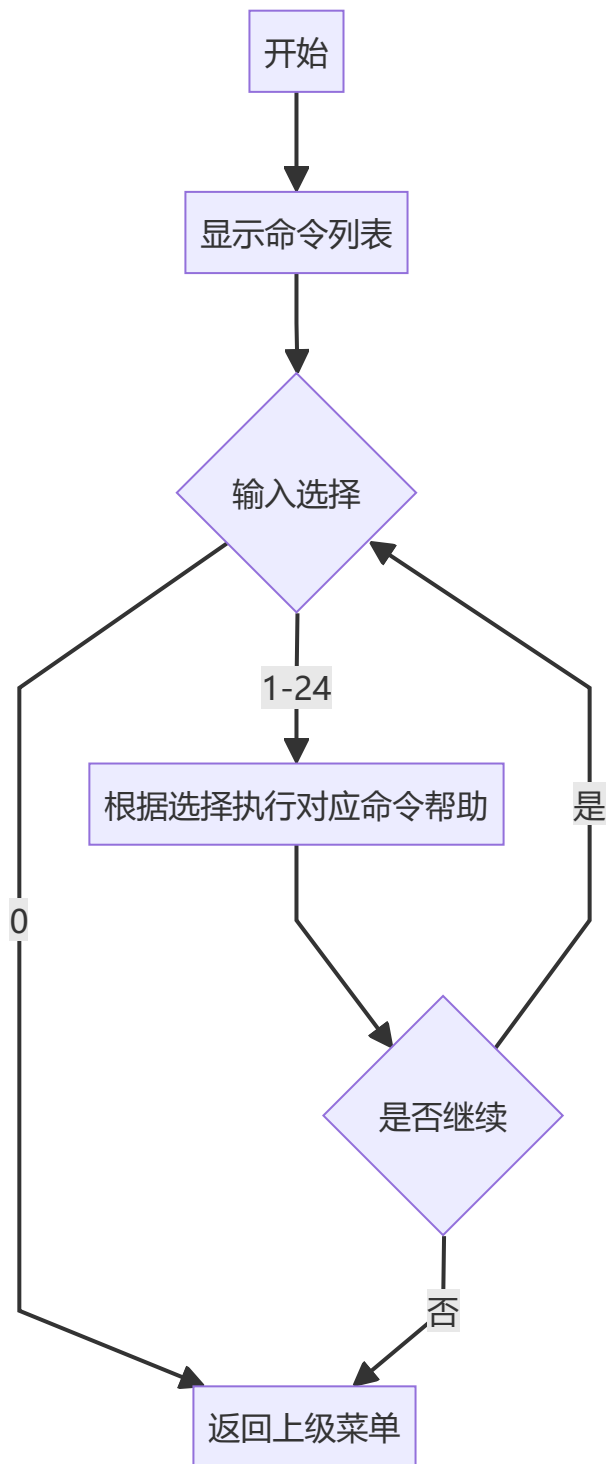 开始
显示命令列表
输入选择
1-24
根据选择执行对应命令帮助
是
0
是否继续
否
返回上级菜单